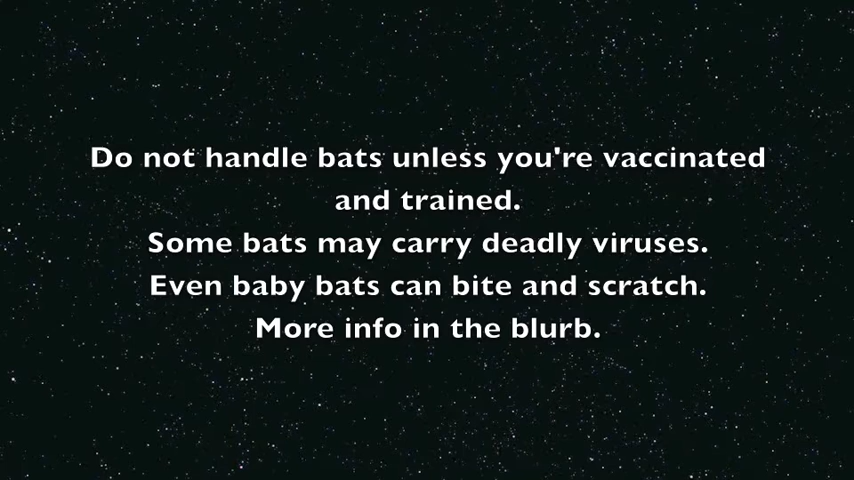 Do not handle bats unless you're vaccinated
and trained.
Some bats may carry deadly viruses.
Even baby bats can bite and scratch.
More info in the blurb.